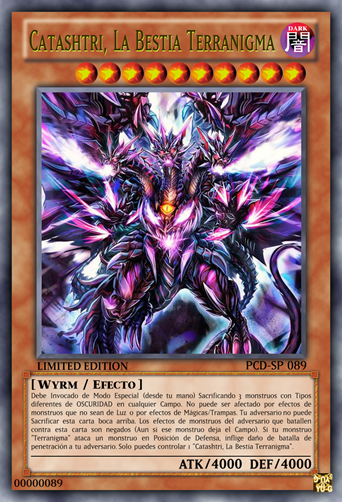 Catashtri, La Bestia Terranigma
DARK
闇
LIMITED EDITION
PCD-SP 089
[ Wyrm / Efecto ]
Debe Invocado de Modo Especial (desde tu mano) Sacrificando 3 monstruos con Tipos
diferentes de OSCURIDAD en cualquier Campo. No puede ser afectado por efectos de
monstruos que no sean de Luz o por efectos de Mágicas/Trampas. Tu adversario no puede
Sacrificar esta carta boca arriba. Los efectos de monstruos del adversario que batallen
contra esta carta son negados (Aun si ese monstruo deja el Campo). Si tu monstruo
"Terranigma" ataca un monstruo en Posición de Defensa, inflige daño de batalla de
penetración a tu adversario. Solo puedes controlar 1 "Catashtri, La Bestia Terranigma".
ATK/4000 DEF/4000
00000089